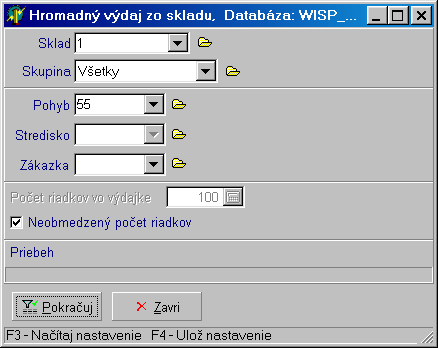 Hromadný výdaj zo skladu,  Databáza: WISP_...
Sklad 1
Skupina Všetky
Pohyb 55
Stredisko
Zákazka
Počet riadkov vo výdajke 100
Neobmedzený počet riadkov
Priebeh
Pokračuj Zavri
F3 - Načítaj nastavenie   F4 - Ulož nastavenie